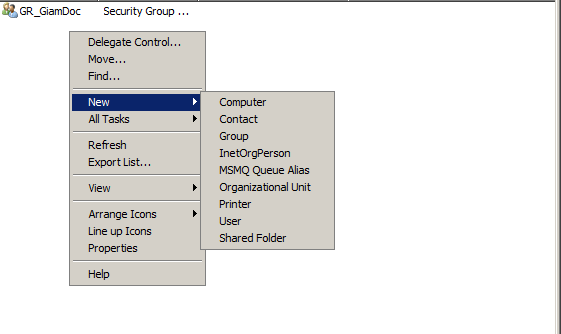 GR_GiamDoc Security Group ...
Delegate Control...
Move...
Find...
New
All Tasks
Refresh
Export List...
View
Arrange Icons
Line up Icons
Properties
Help
Computer
Contact
Group
InetOrgPerson
MSMQ Queue Alias
Organizational Unit
Printer
User
Shared Folder